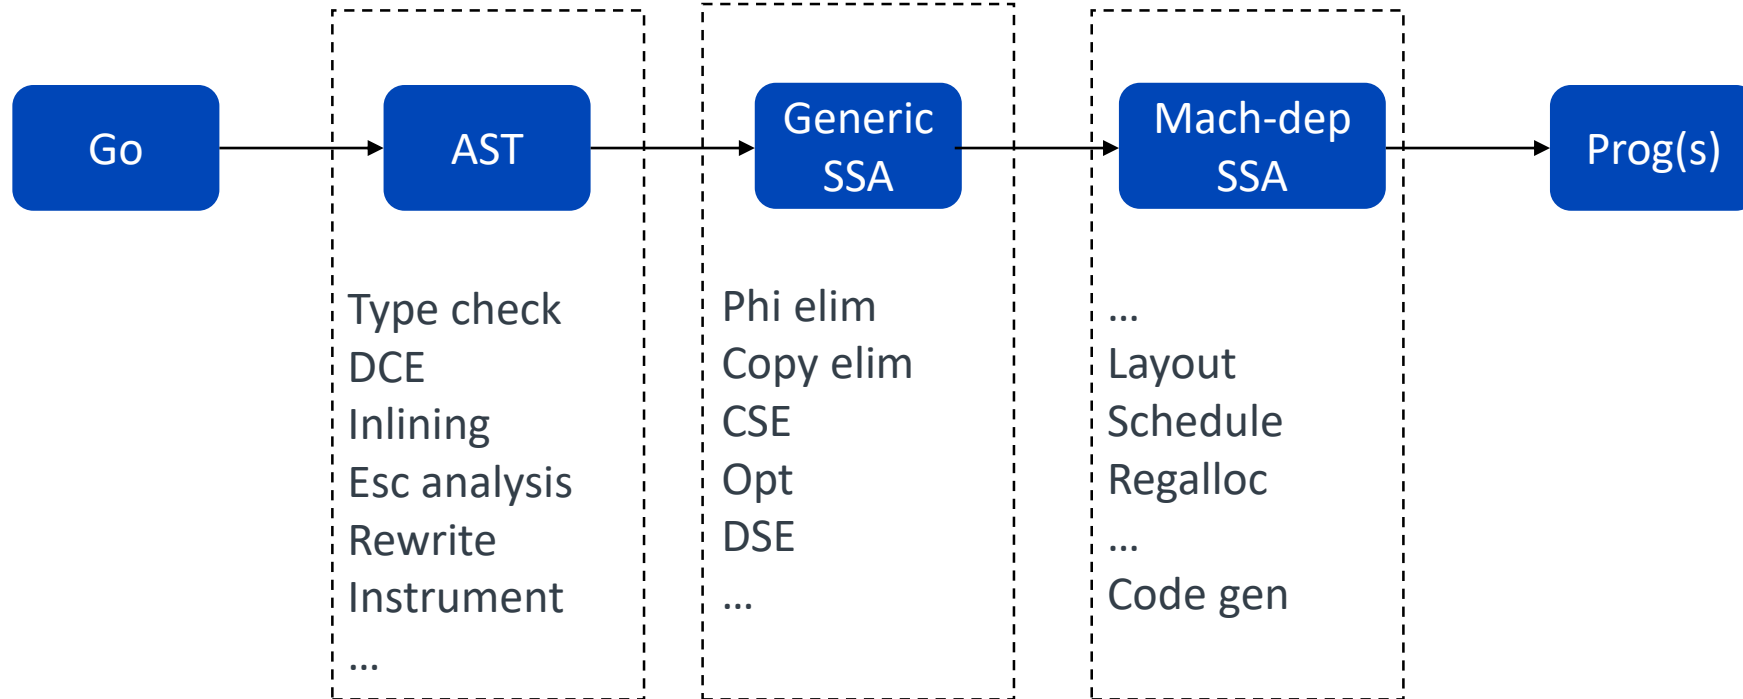 Go
AST
Generic
SSA
Mach-dep
SSA
Prog(s)
Type check
DCE
Inlining
Esc analysis
Rewrite
Instrument
…
Phi elim
Copy elim
CSE
Opt
DSE
…
…
Layout
Schedule
Regalloc
…
Code gen